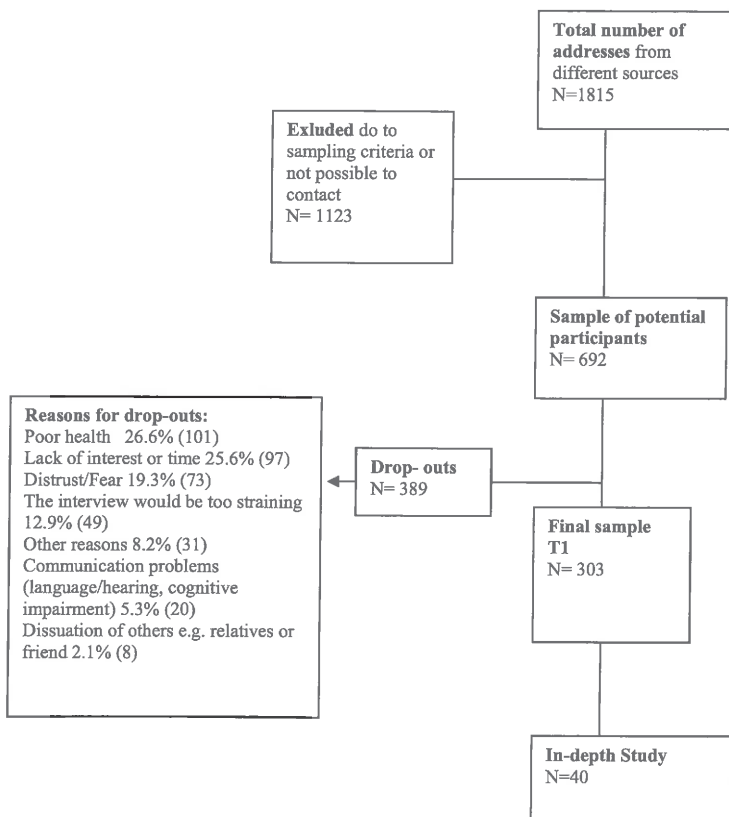 Total number of
addresses from
different sources
N=1815
Exluded do to
sampling criteria or
not possible to
contact
N= 1123
Sample of potential
participants
N= 692
Reasons for drop-outs:
Poor health 26.6% (101)
Lack of interest or time 25.6% (97)
Distrust/Fear 19.3% (73)
The interview would be too straining
12.9% (49)
Other reasons 8.2% (31)
Communication problems
(language/hearing, cognitive
impairment) 5.3% (20)
Dissuation of others e.g. relatives or
friend 2.1% (8)
Drop- outs
N= 389
Final sample
T1
N= 303
In-depth Study
N=40